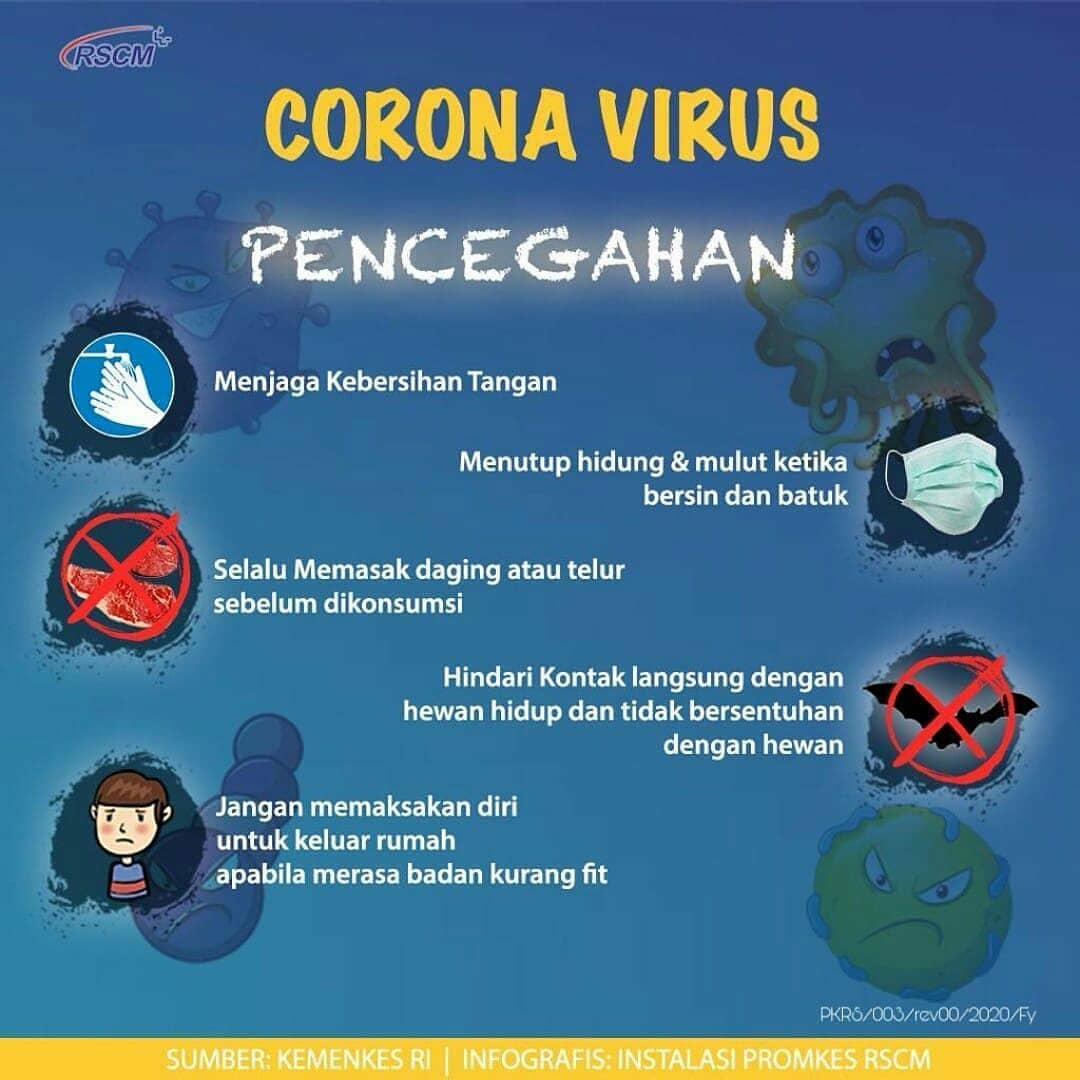 RSCM
CORONA VIRUS
PENCEGAHAN
Menjaga Kebersihan Tangan
Menutup hidung & mulut ketika
bersin dan batuk
Selalu Memasak daging atau telur
sebelum dikonsumsi
Hindari Kontak langsung dengan
hewan hidup dan tidak bersentuhan
dengan hewan
Jangan memaksakan diri
untuk keluar rumah
apabila merasa badan kurang fit
PKRS/003/rev00/2020/Fy
SUMBER: KEMENKES RI | INFOGRAFIS: INSTALASI PROMKES RSCM